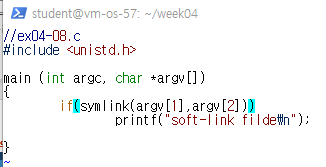 student@vm-os-57: ~/week04
//ex04-08.c
#include <unistd.h>
main (int argc, char *argv[])
{
if(symlink(argv[1],argv[2]))
printf("soft-link filde₩n");
}
~